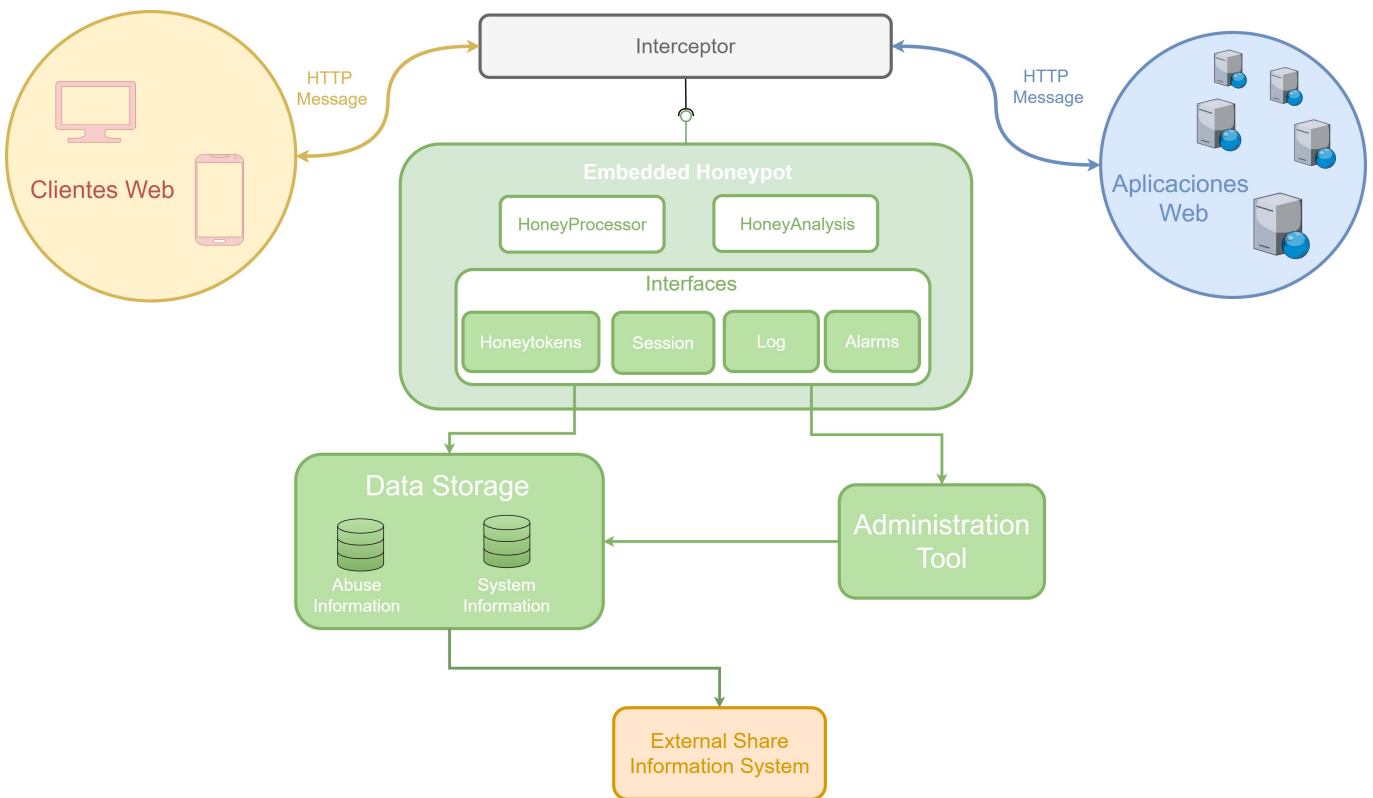 Interceptor
HTTP
Message
HTTP
Message
Clientes Web
Aplicaciones
Web
Embedded Honeypot
HoneyProcessor
HoneyAnalysis
Interfaces
Honeytokens
Session
Log
Alarms
Data Storage
Abuse
Information
System
Information
Administration
Tool
External Share
Information System